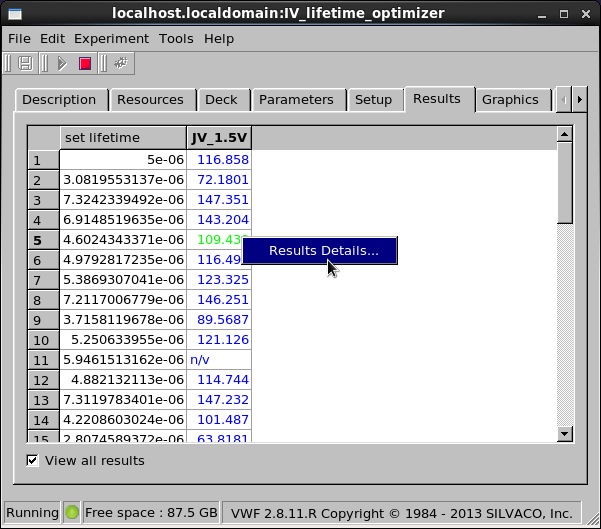 localhost.localdomain:IV_lifetime_optimizer
File Edit Experiment Tools Help
Description Resources Deck Parameters Setup Results Graphics
set lifetime JV_1.5V
1 5e-06 116.858
2 3.0819553137e-06 72.1801
3 7.3242339492e-06 147.351
4 6.9148519635e-06 143.204
5 4.6024343371e-06
Results Details...
6 4.9792817235e-06
7 5.3869307041e-06 123.325
8 7.2117006779e-06 146.251
9 3.7158119678e-06 89.5687
10 5.250633955e-06 121.126
11 5.9461513162e-06 n/v
12 4.882132113e-06 114.744
13 7.3119783401e-06 147.232
14 4.2208603024e-06 101.487
15 2.8074589372e-06 63.8181
View all results
Running Free space : 87.5 GB VWF 2.8.11.R Copyright © 1984 - 2013 SILVACO, Inc.